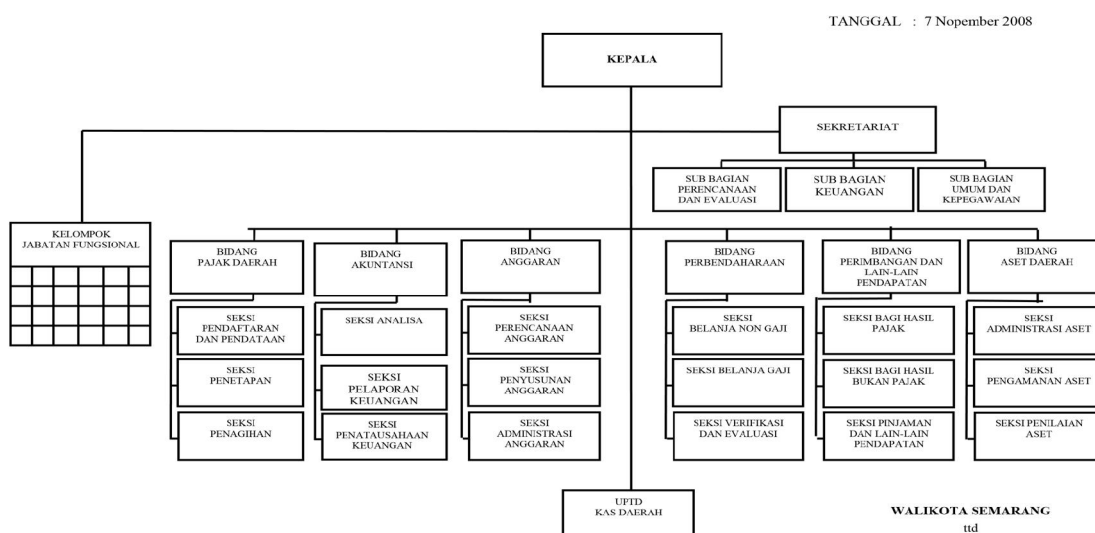 TANGGAL : 7 Nopember 2008
KEPALA
SEKRETARIAT
SUB BAGIAN
PERENCANAAN
DAN EVALUASI
SUB BAGIAN
KEUANGAN
SUB BAGIAN
UMUM DAN
KEPEGAWAIAN
KELOMPOK
JABATAN FUNGSIONAL
BIDANG
PAJAK DAERAH
BIDANG
AKUNTANSI
BIDANG
ANGGARAN
BIDANG
PERBENDAHARAAN
BIDANG
PERIMBANGAN DAN
LAIN-LAIN
PENDAPATAN
BIDANG
ASET DAERAH
SEKSI
PENDAFTARAN
DAN PENDATAAN
SEKSI ANALISA
SEKSI
PERENCANAAN
ANGGARAN
SEKSI
BELANJA NON GAJI
SEKSI BAGI HASIL
PAJAK
SEKSI
ADMINISTRASI ASET
SEKSI
PENETAPAN
SEKSI
PELAPORAN
KEUANGAN
SEKSI
PENYUSUNAN
ANGGARAN
SEKSI BELANJA GAJI
SEKSI BAGI HASIL
BUKAN PAJAK
SEKSI
PENGAMANAN ASET
SEKSI
PENAGIHAN
SEKSI
PENATAUSAHAAN
KEUANGAN
SEKSI
ADMINISTRASI
ANGGARAN
SEKSI VERIFIKASI
DAN EVALUASI
SEKSI PINJAMAN
DAN LAIN-LAIN
PENDAPATAN
SEKSI PENILAIAN
ASET
UPTD
KAS DAERAH
WALIKOTA SEMARANG
ttd